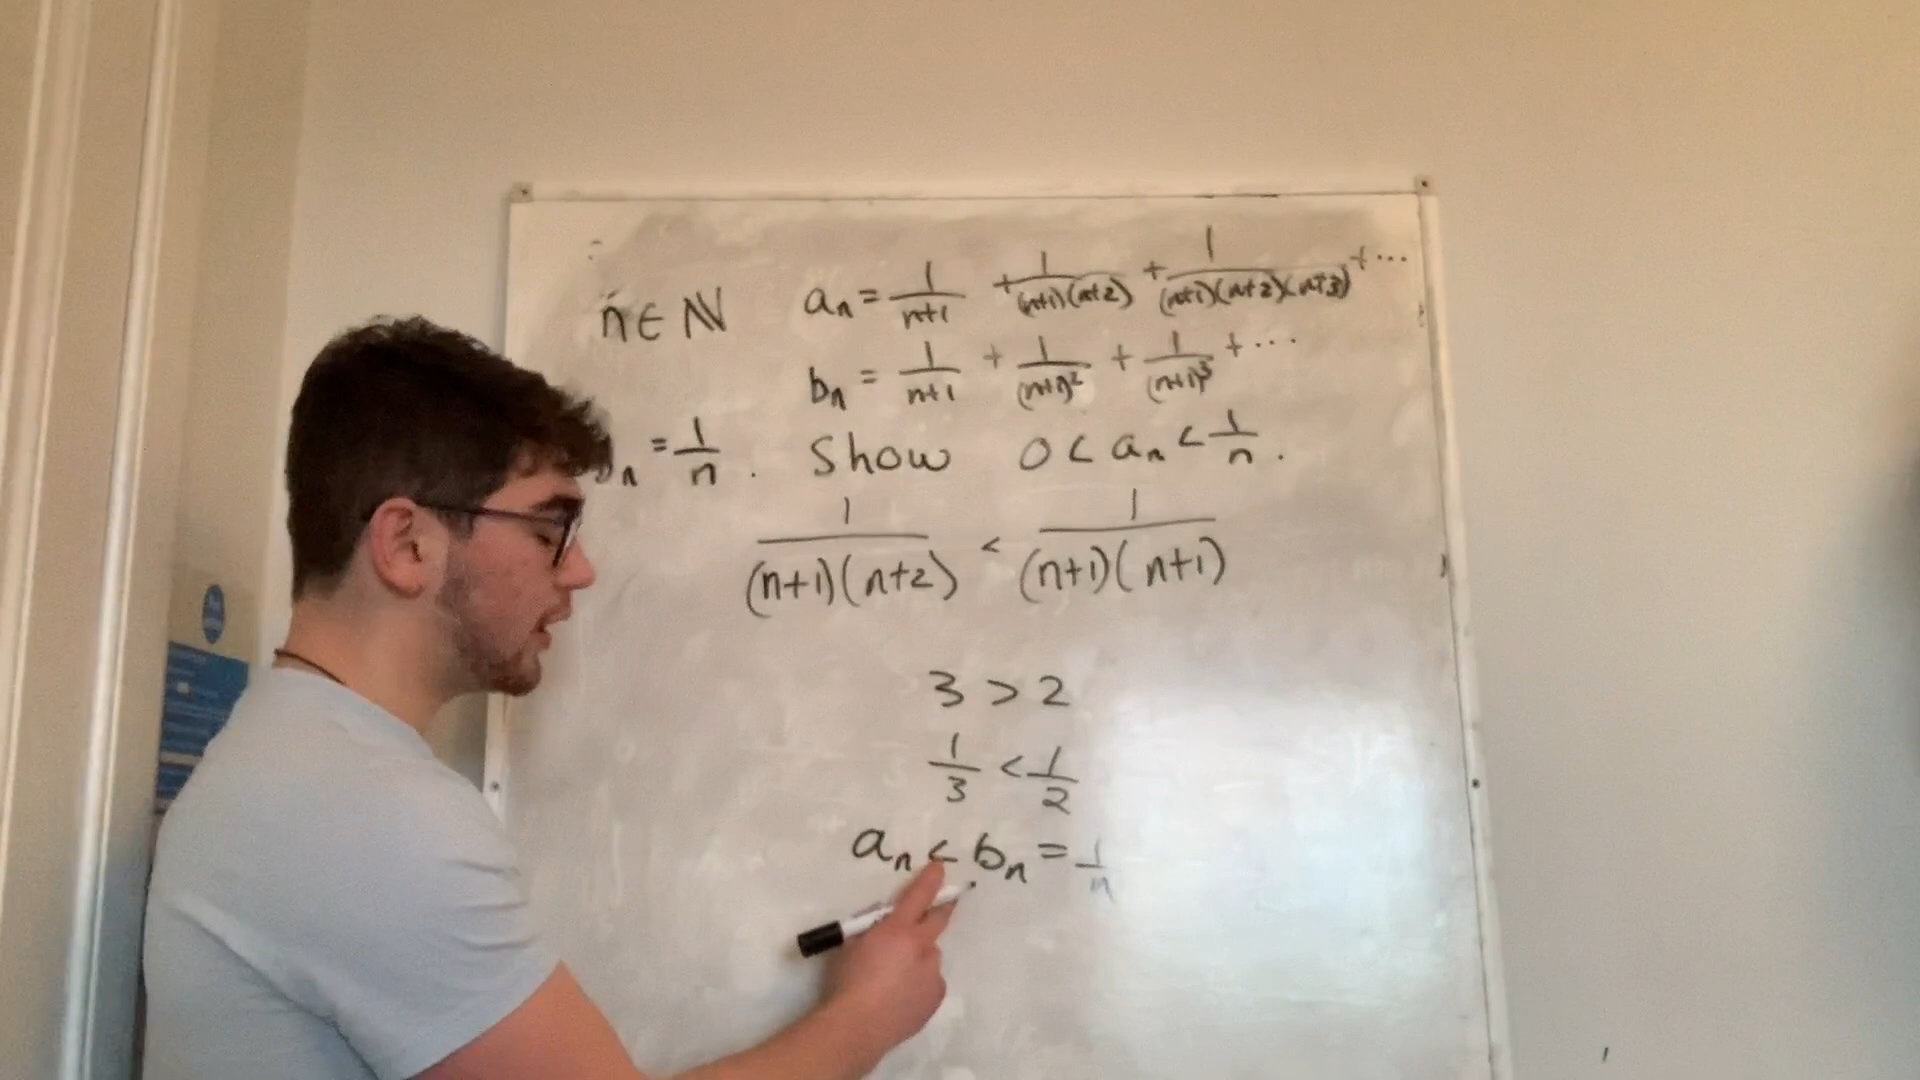 n ∈ ℕ aₙ = 1/(n+1) + 1/((n+1)(n+2)) + 1/((n+1)(n+2)(n+3)) + ...
bₙ = 1/(n+1) + 1/(n+1)² + 1/(n+1)³ + ...
ₙ = 1/n . Show 0 < aₙ < 1/n .
1/((n+1)(n+2)) < 1/((n+1)(n+1))
3 > 2
1/3 < 1/2
aₙ < bₙ = 1/n